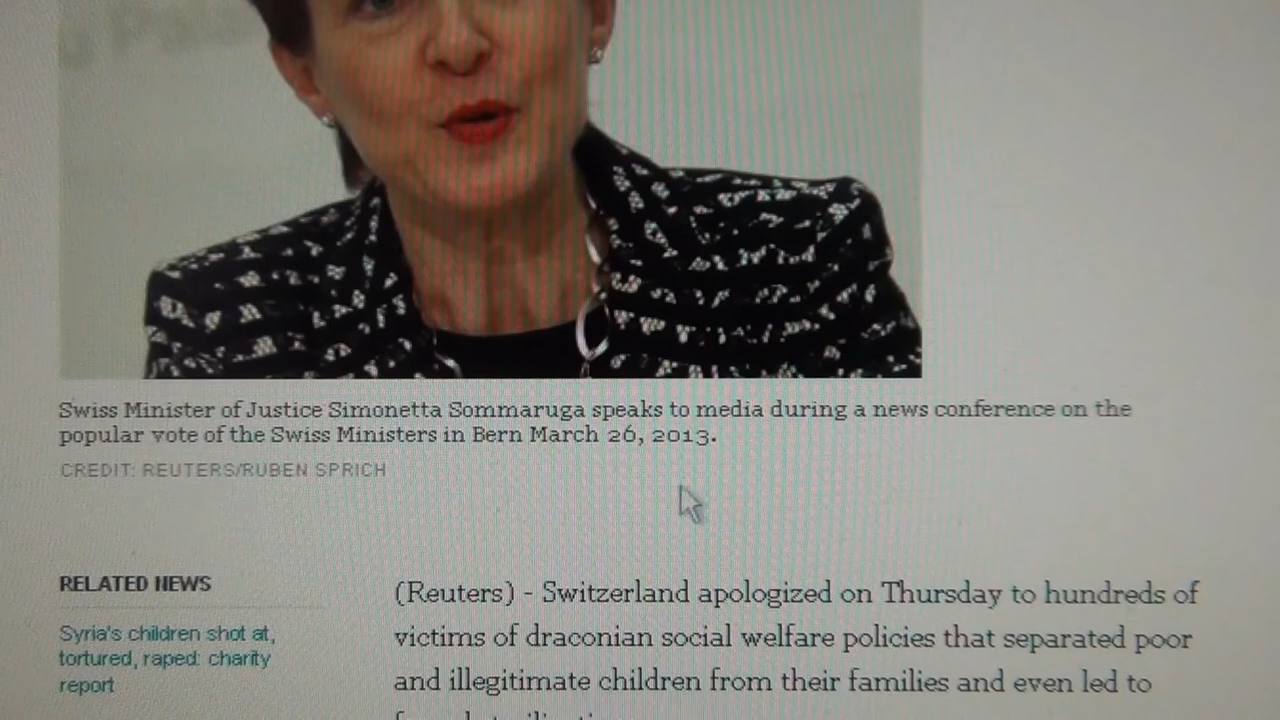 Swiss Minister of Justice Simonetta Sommaruga speaks to media during a news conference on the
popular vote of the Swiss Ministers in Bern March 26, 2013.
CREDIT: REUTERS/RUBEN SPRICH
RELATED NEWS
Syria's children shot at,
tortured, raped: charity
report
(Reuters) - Switzerland apologized on Thursday to hundreds of
victims of draconian social welfare policies that separated poor
and illegitimate children from their families and even led to